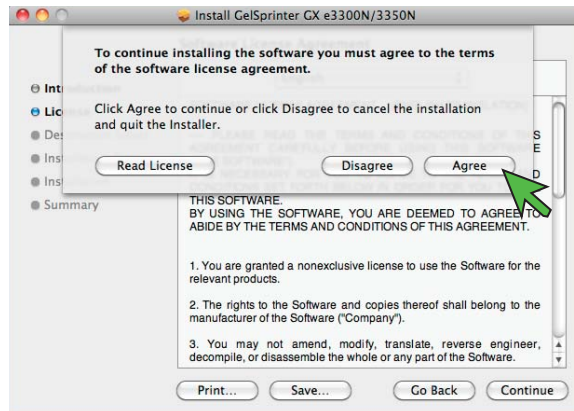 Install GelSprinter GX e3300N/3350N
To continue installing the software you must agree to the terms
of the software license agreement.
Click Agree to continue or click Disagree to cancel the installation
and quit the Installer.
Read License
Disagree
Agree
Int
Lic
Des
Ins
Ins
Summary
THIS SOFTWARE.
BY USING THE SOFTWARE, YOU ARE DEEMED TO AGREE TO
ABIDE BY THE TERMS AND CONDITIONS OF THIS AGREEMENT.
1. You are granted a nonexclusive license to use the Software for the
relevant products.
2. The rights to the Software and copies thereof shall belong to the
manufacturer of the Software ("Company").
3. You may not amend, modify, translate, reverse engineer,
decompile, or disassemble the whole or any part of the Software.
Print...
Save...
Go Back
Continue